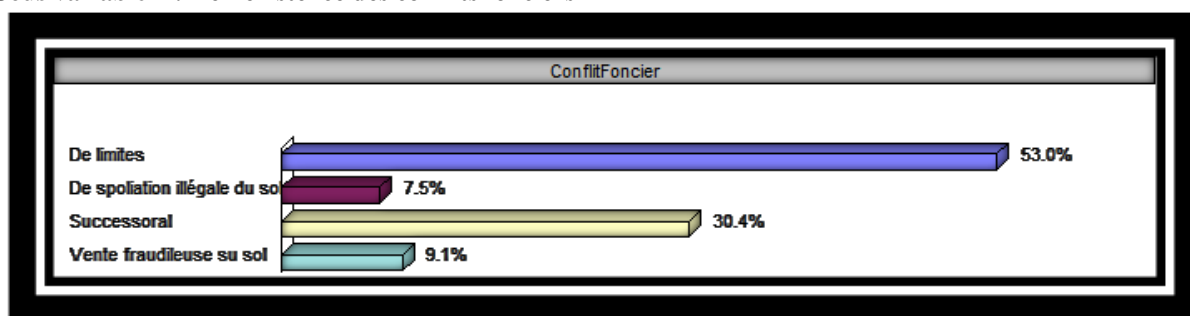 ConflitFoncier
De limites 53.0%
De spoliation illégale du sol 7.5%
Successoral 30.4%
Vente fraudileuse su sol 9.1%